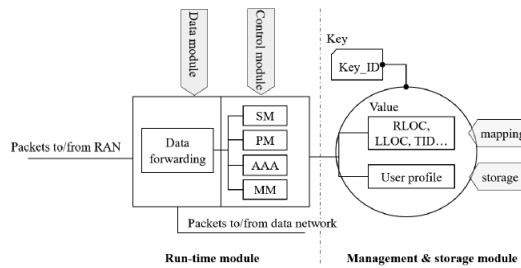 Data module
Control module
Key
Key_ID
Value
SM
PM
AAA
MM
Data
forwarding
RLOC,
LLOC, TID…
User profile
mapping
storage
Packets to/from RAN
Packets to/from data network
Run-time module
Management & storage module